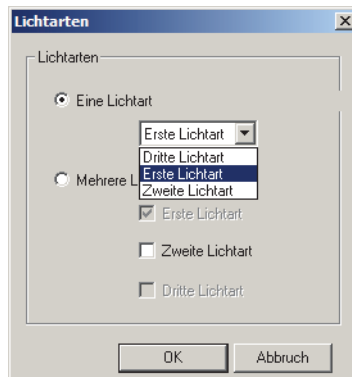 Lichtarten
Lichtarten
Eine Lichtart
Erste Lichtart
Dritte Lichtart
Erste Lichtart
Zweite Lichtart
Mehrere L
Erste Lichtart
Zweite Lichtart
Dritte Lichtart
OK Abbruch